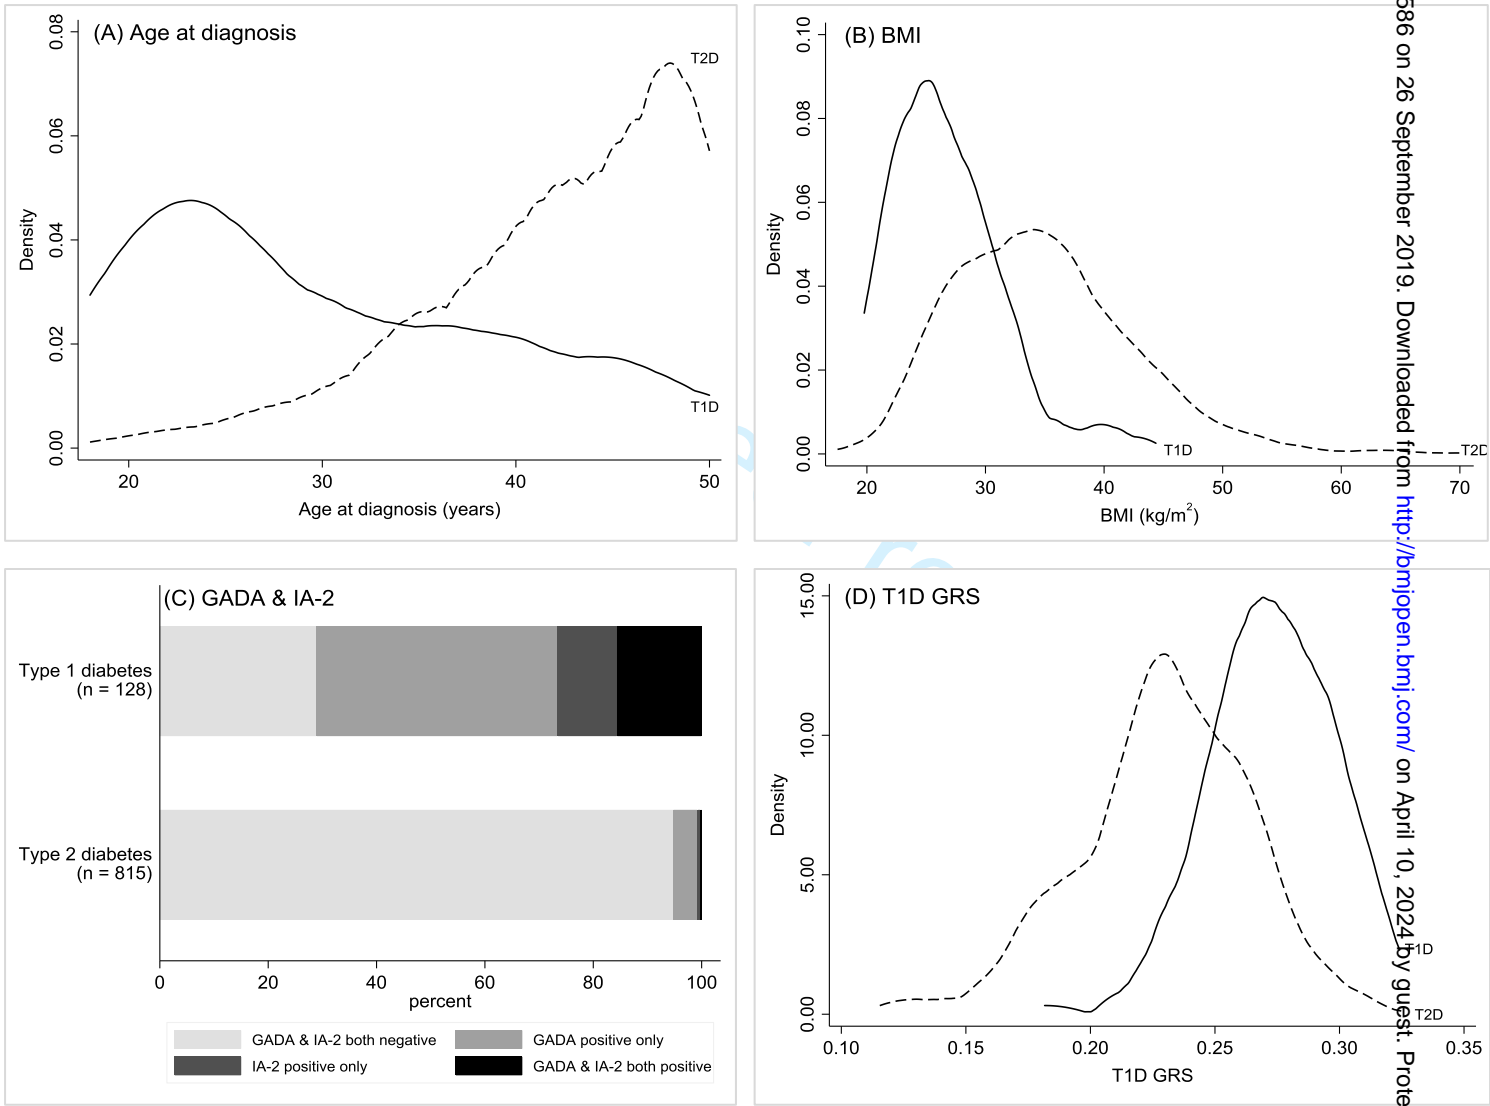 (A) Age at diagnosis
0.08
0.06
0.04
0.02
0.00
Density
T2D
T1D
20 30 40 50
Age at diagnosis (years)
(B) BMI
0.10
0.08
0.06
0.04
0.02
0.00
Density
T1D
T2D
20 30 40 50 60 70
BMI (kg/m²)
(C) GADA & IA-2
Type 1 diabetes
(n = 128)
Type 2 diabetes
(n = 815)
0 20 40 60 80 100
percent
GADA & IA-2 both negative
GADA positive only
IA-2 positive only
GADA & IA-2 both positive
(D) T1D GRS
15.00
10.00
5.00
0.00
Density
T1D
T2D
0.10 0.15 0.20 0.25 0.30 0.35
T1D GRS
586 on 26 September 2019. Downloaded from http://bmjopen.bmj.com/ on April 10, 2024 by guest. Prote